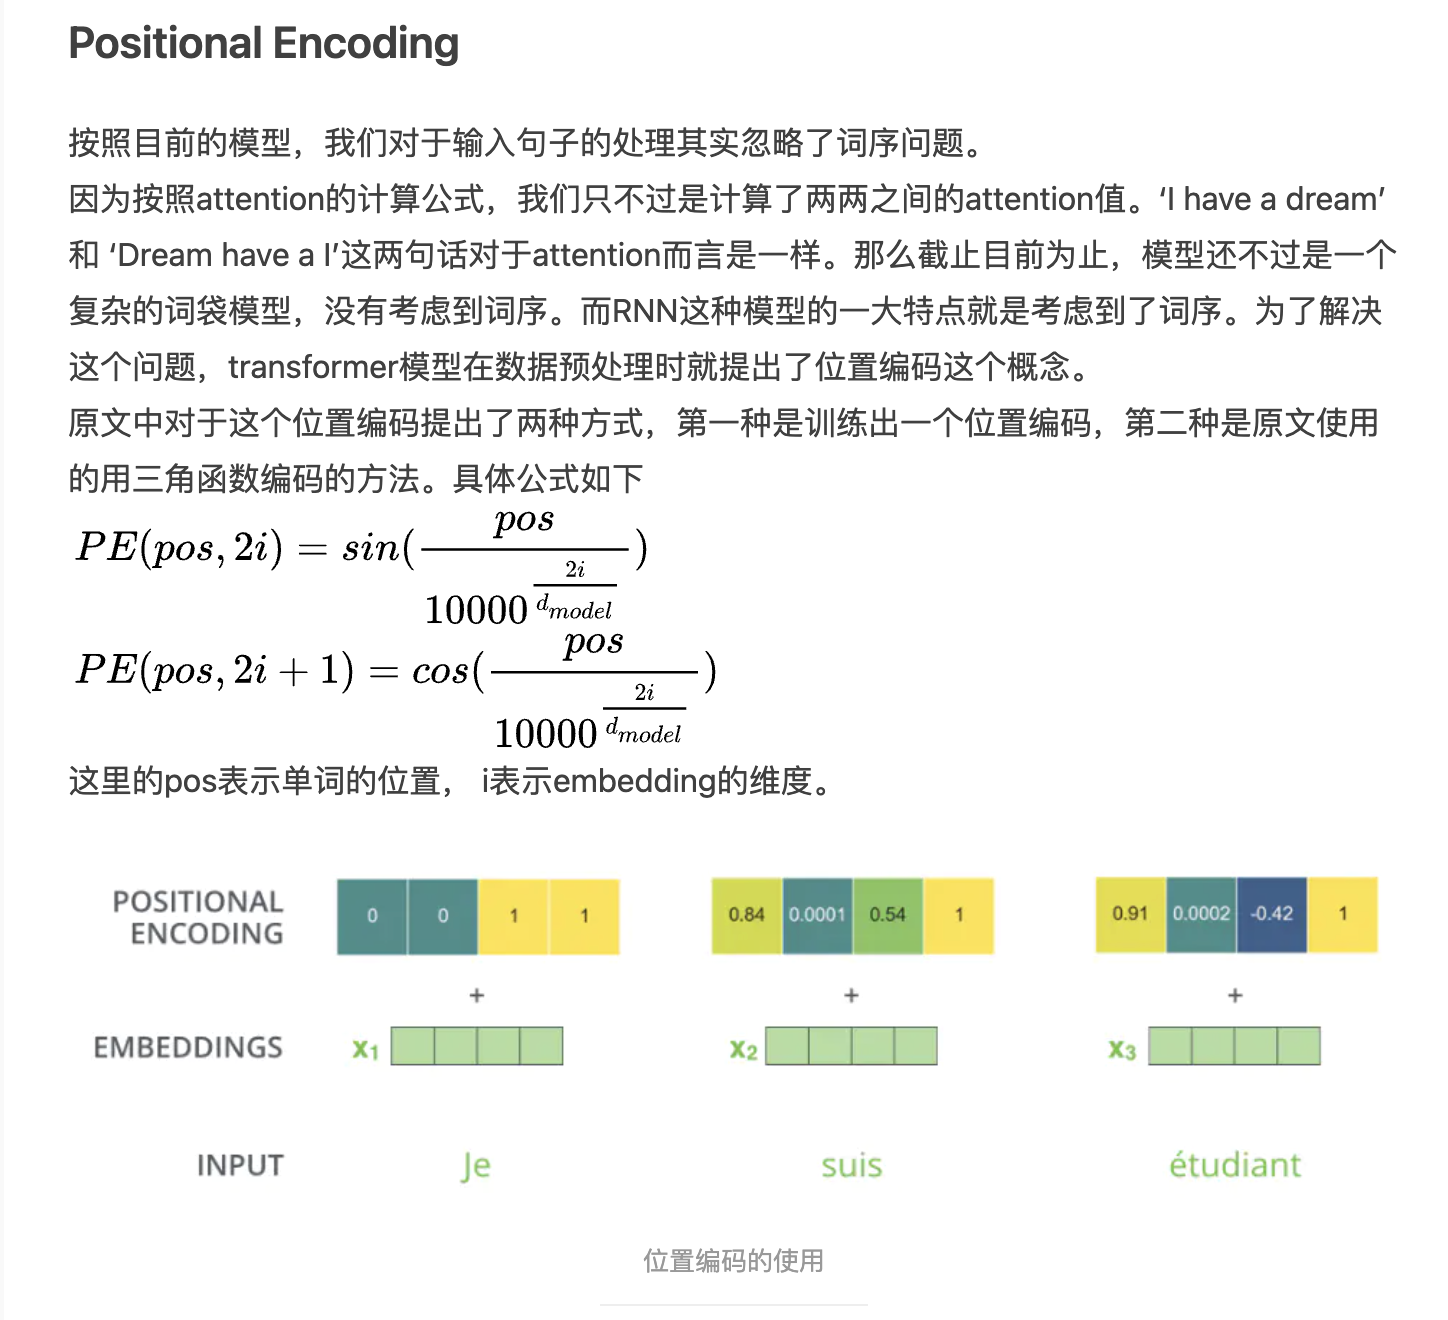 Positional Encoding
按照目前的模型，我们对于输入句子的处理其实忽略了词序问题。
因为按照attention的计算公式，我们只不过是计算了两两之间的attention值。‘I have a dream’
和 ‘Dream have a I’这两句话对于attention而言是一样。那么截止目前为止，模型还不过是一个
复杂的词袋模型，没有考虑到词序。而RNN这种模型的一大特点就是考虑到了词序。为了解决
这个问题，transformer模型在数据预处理时就提出了位置编码这个概念。
原文中对于这个位置编码提出了两种方式，第一种是训练出一个位置编码，第二种是原文使用
的用三角函数编码的方法。具体公式如下
PE(pos, 2i) = sin(pos / 10000^{2i / d_{model}})
PE(pos, 2i + 1) = cos(pos / 10000^{2i / d_{model}})
这里的pos表示单词的位置， i表示embedding的维度。
POSITIONAL ENCODING 0 0 1 1 0.84 0.0001 0.54 1 0.91 0.0002 -0.42 1
+ + +
EMBEDDINGS x1 x2 x3
INPUT Je suis étudiant
位置编码的使用